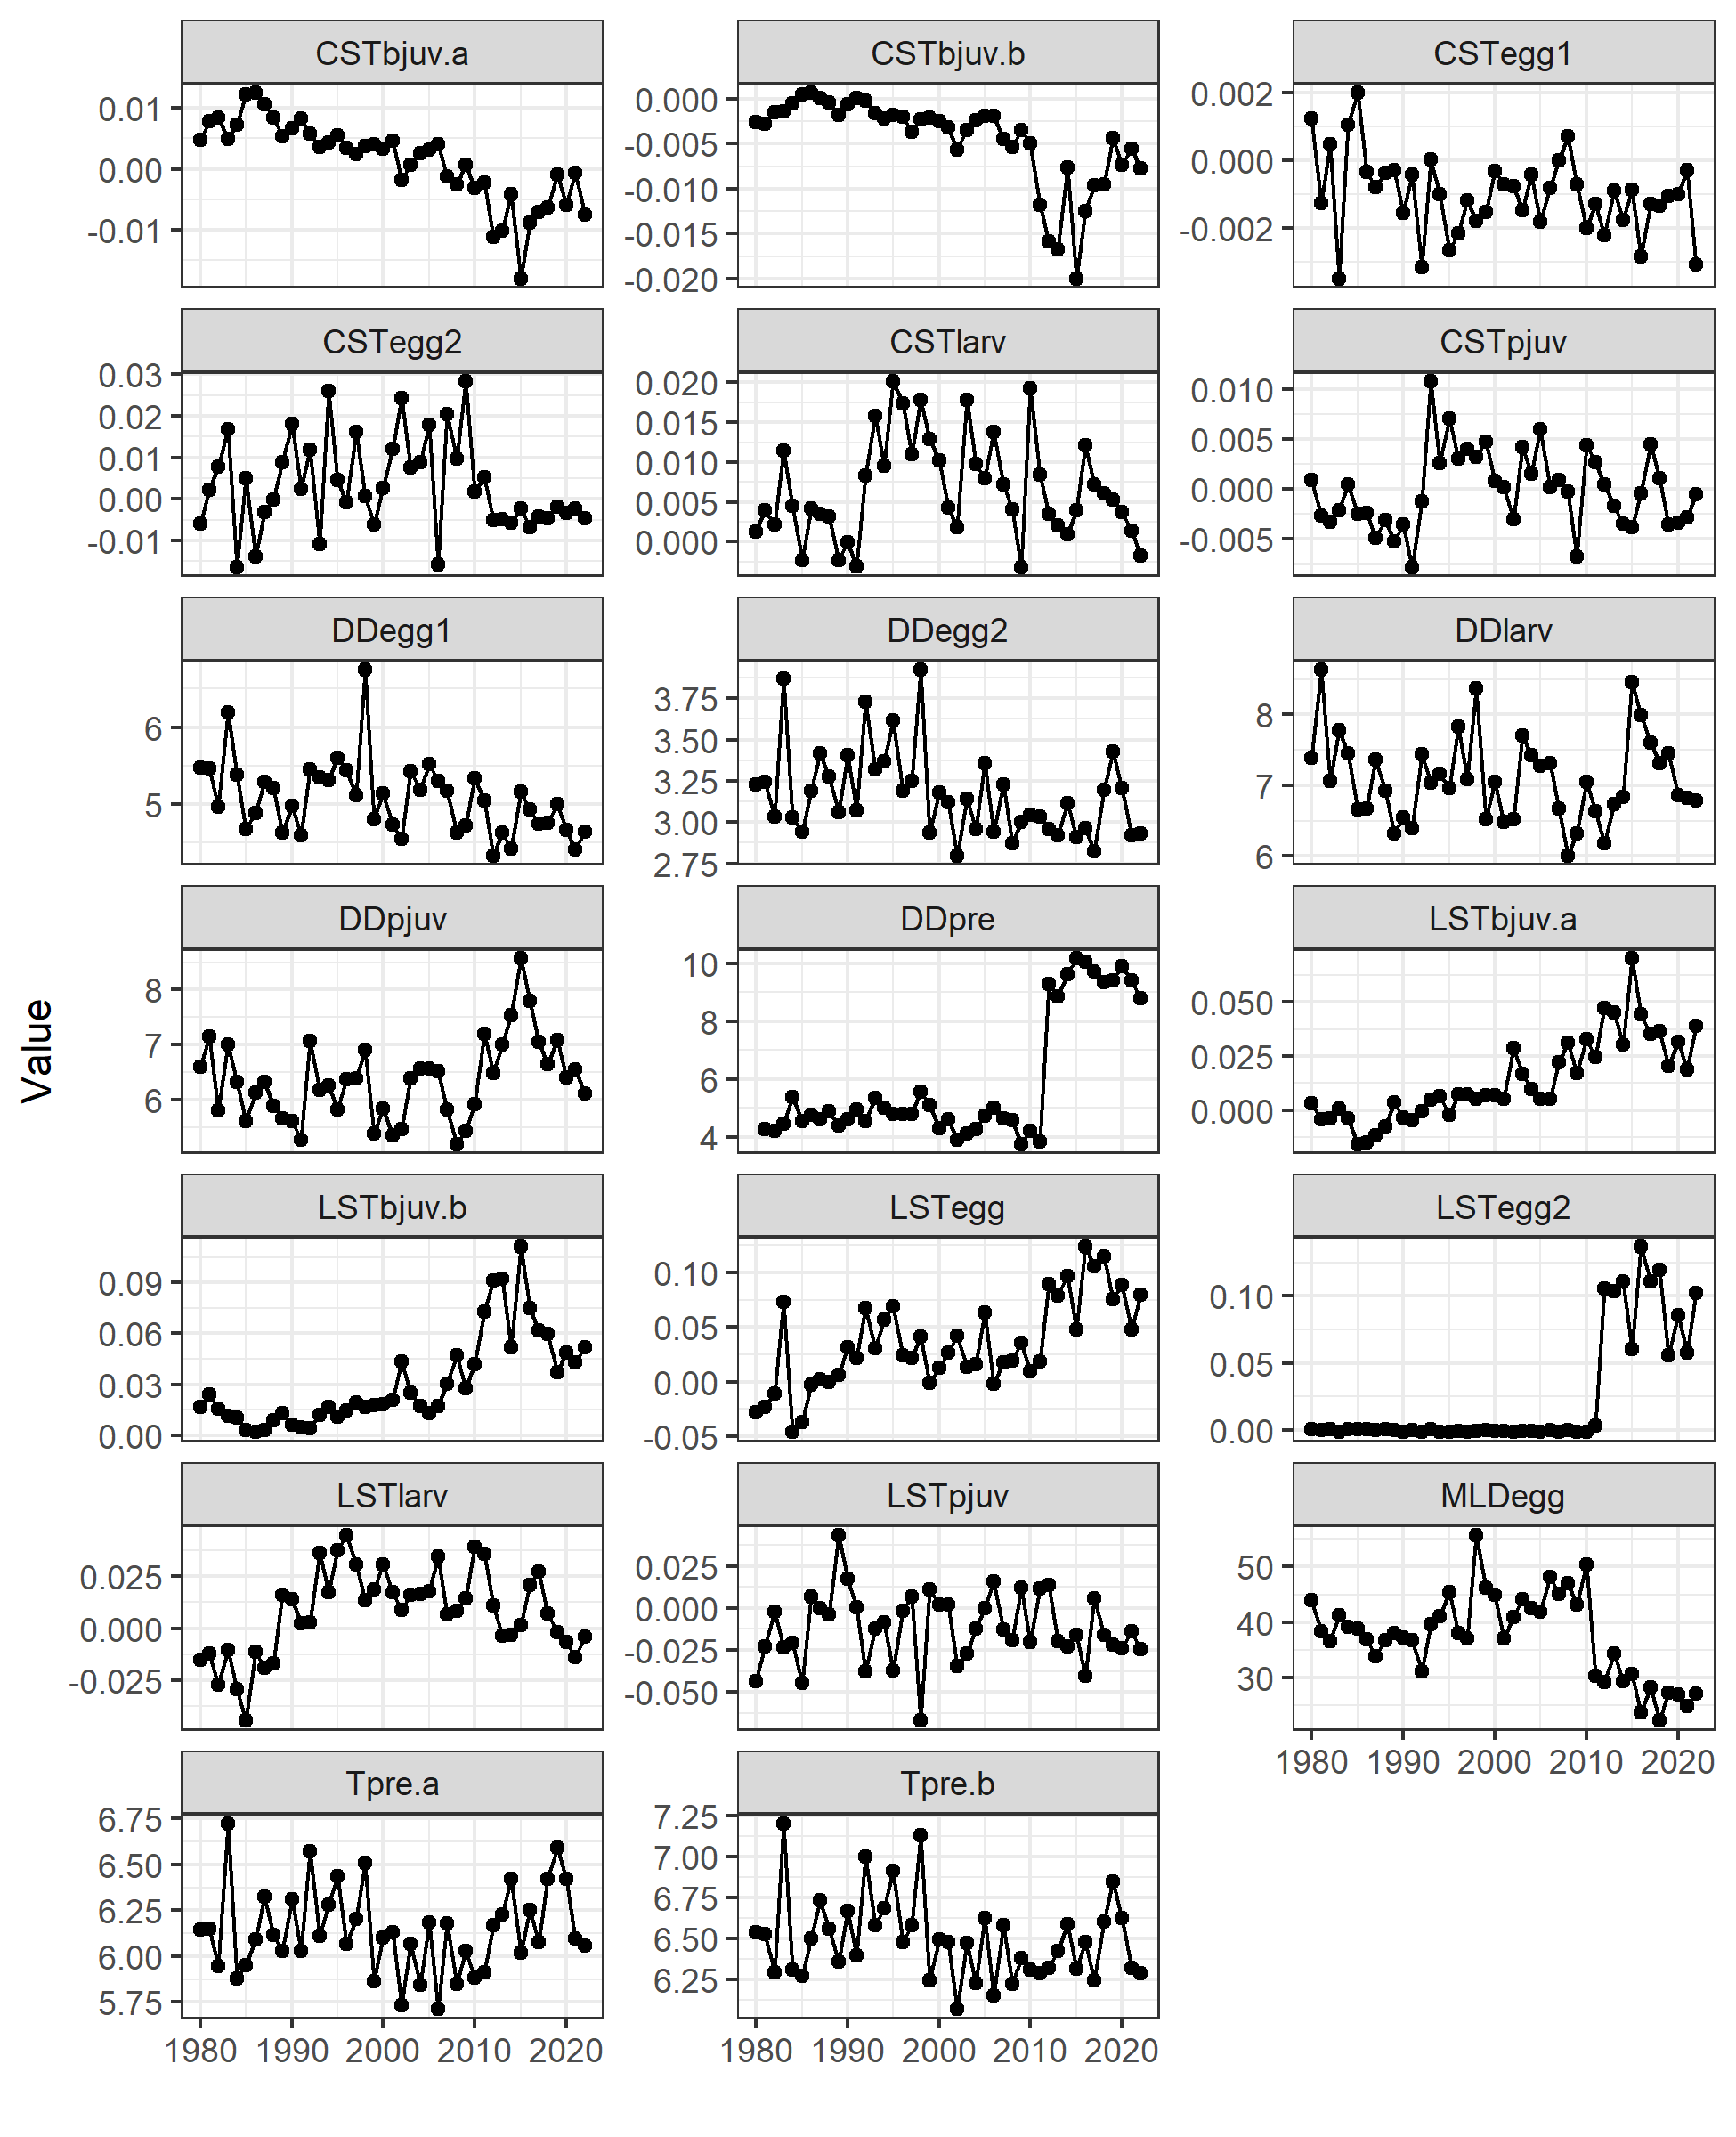 CSTbjuv.a CSTbjuv.b CSTegg1
0.01 0.00 -0.01
0.000 -0.005 -0.010 -0.015 -0.020
0.002 0.000 -0.002
CSTegg2 CSTlarv CSTpjuv
0.03 0.02 0.01 0.00 -0.01
0.020 0.015 0.010 0.005 0.000
0.010 0.005 0.000 -0.005
DDegg1 DDegg2 DDlarv
6 5
3.75 3.50 3.25 3.00 2.75
8 7 6
DDpjuv DDpre LSTbjuv.a
8 7 6
10 8 6 4
0.050 0.025 0.000
Value
LSTbjuv.b LSTegg LSTegg2
0.09 0.06 0.03 0.00
0.10 0.05 0.00 -0.05
0.10 0.05 0.00
LSTlarv LSTpjuv MLDegg
0.025 0.000 -0.025
0.025 0.000 -0.025 -0.050
50 40 30
1980 1990 2000 2010 2020
Tpre.a Tpre.b
6.75 6.50 6.25 6.00 5.75
7.25 7.00 6.75 6.50 6.25
1980 1990 2000 2010 2020 1980 1990 2000 2010 2020